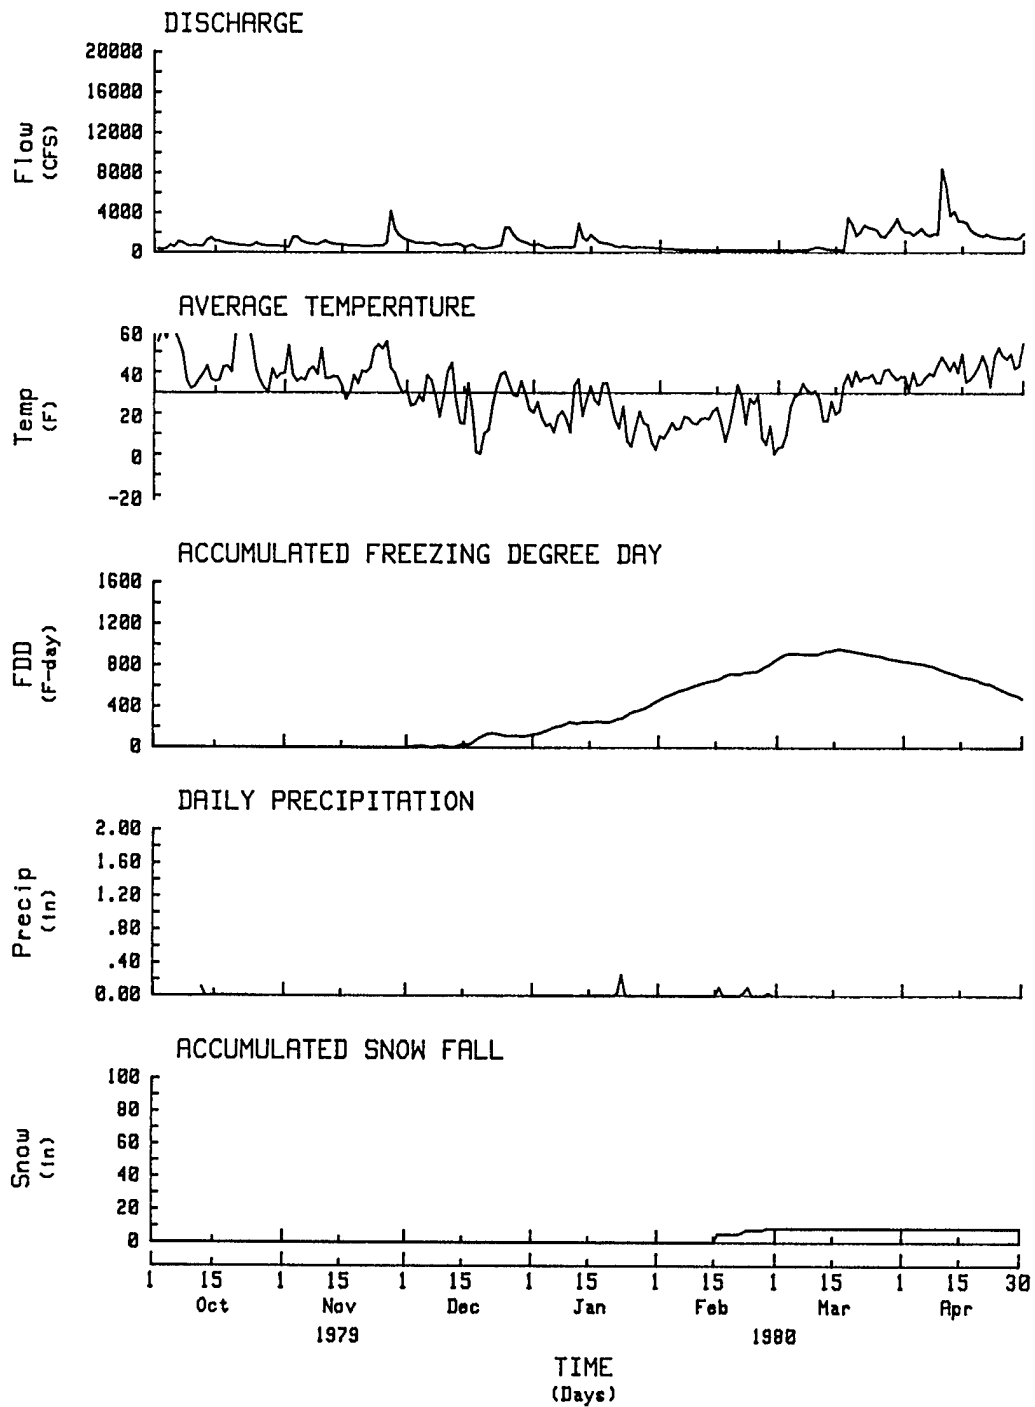 DISCHARGE
20000
16000
12000
8000
4000
0
Flow
(CFS)
AVERAGE TEMPERATURE
60
40
20
0
-20
Temp
(F)
ACCUMULATED FREEZING DEGREE DAY
1600
1200
800
400
0
FDD
(F-day)
DAILY PRECIPITATION
2.00
1.60
1.20
.80
.40
0.00
Precip
(in)
ACCUMULATED SNOW FALL
100
80
60
40
20
0
Snow
(in)
1 15 1 15 1 15 1 15 1 15 1 15 1 15 30
Oct Nov Dec Jan Feb Mar Apr
1979 1980
TIME
(Days)